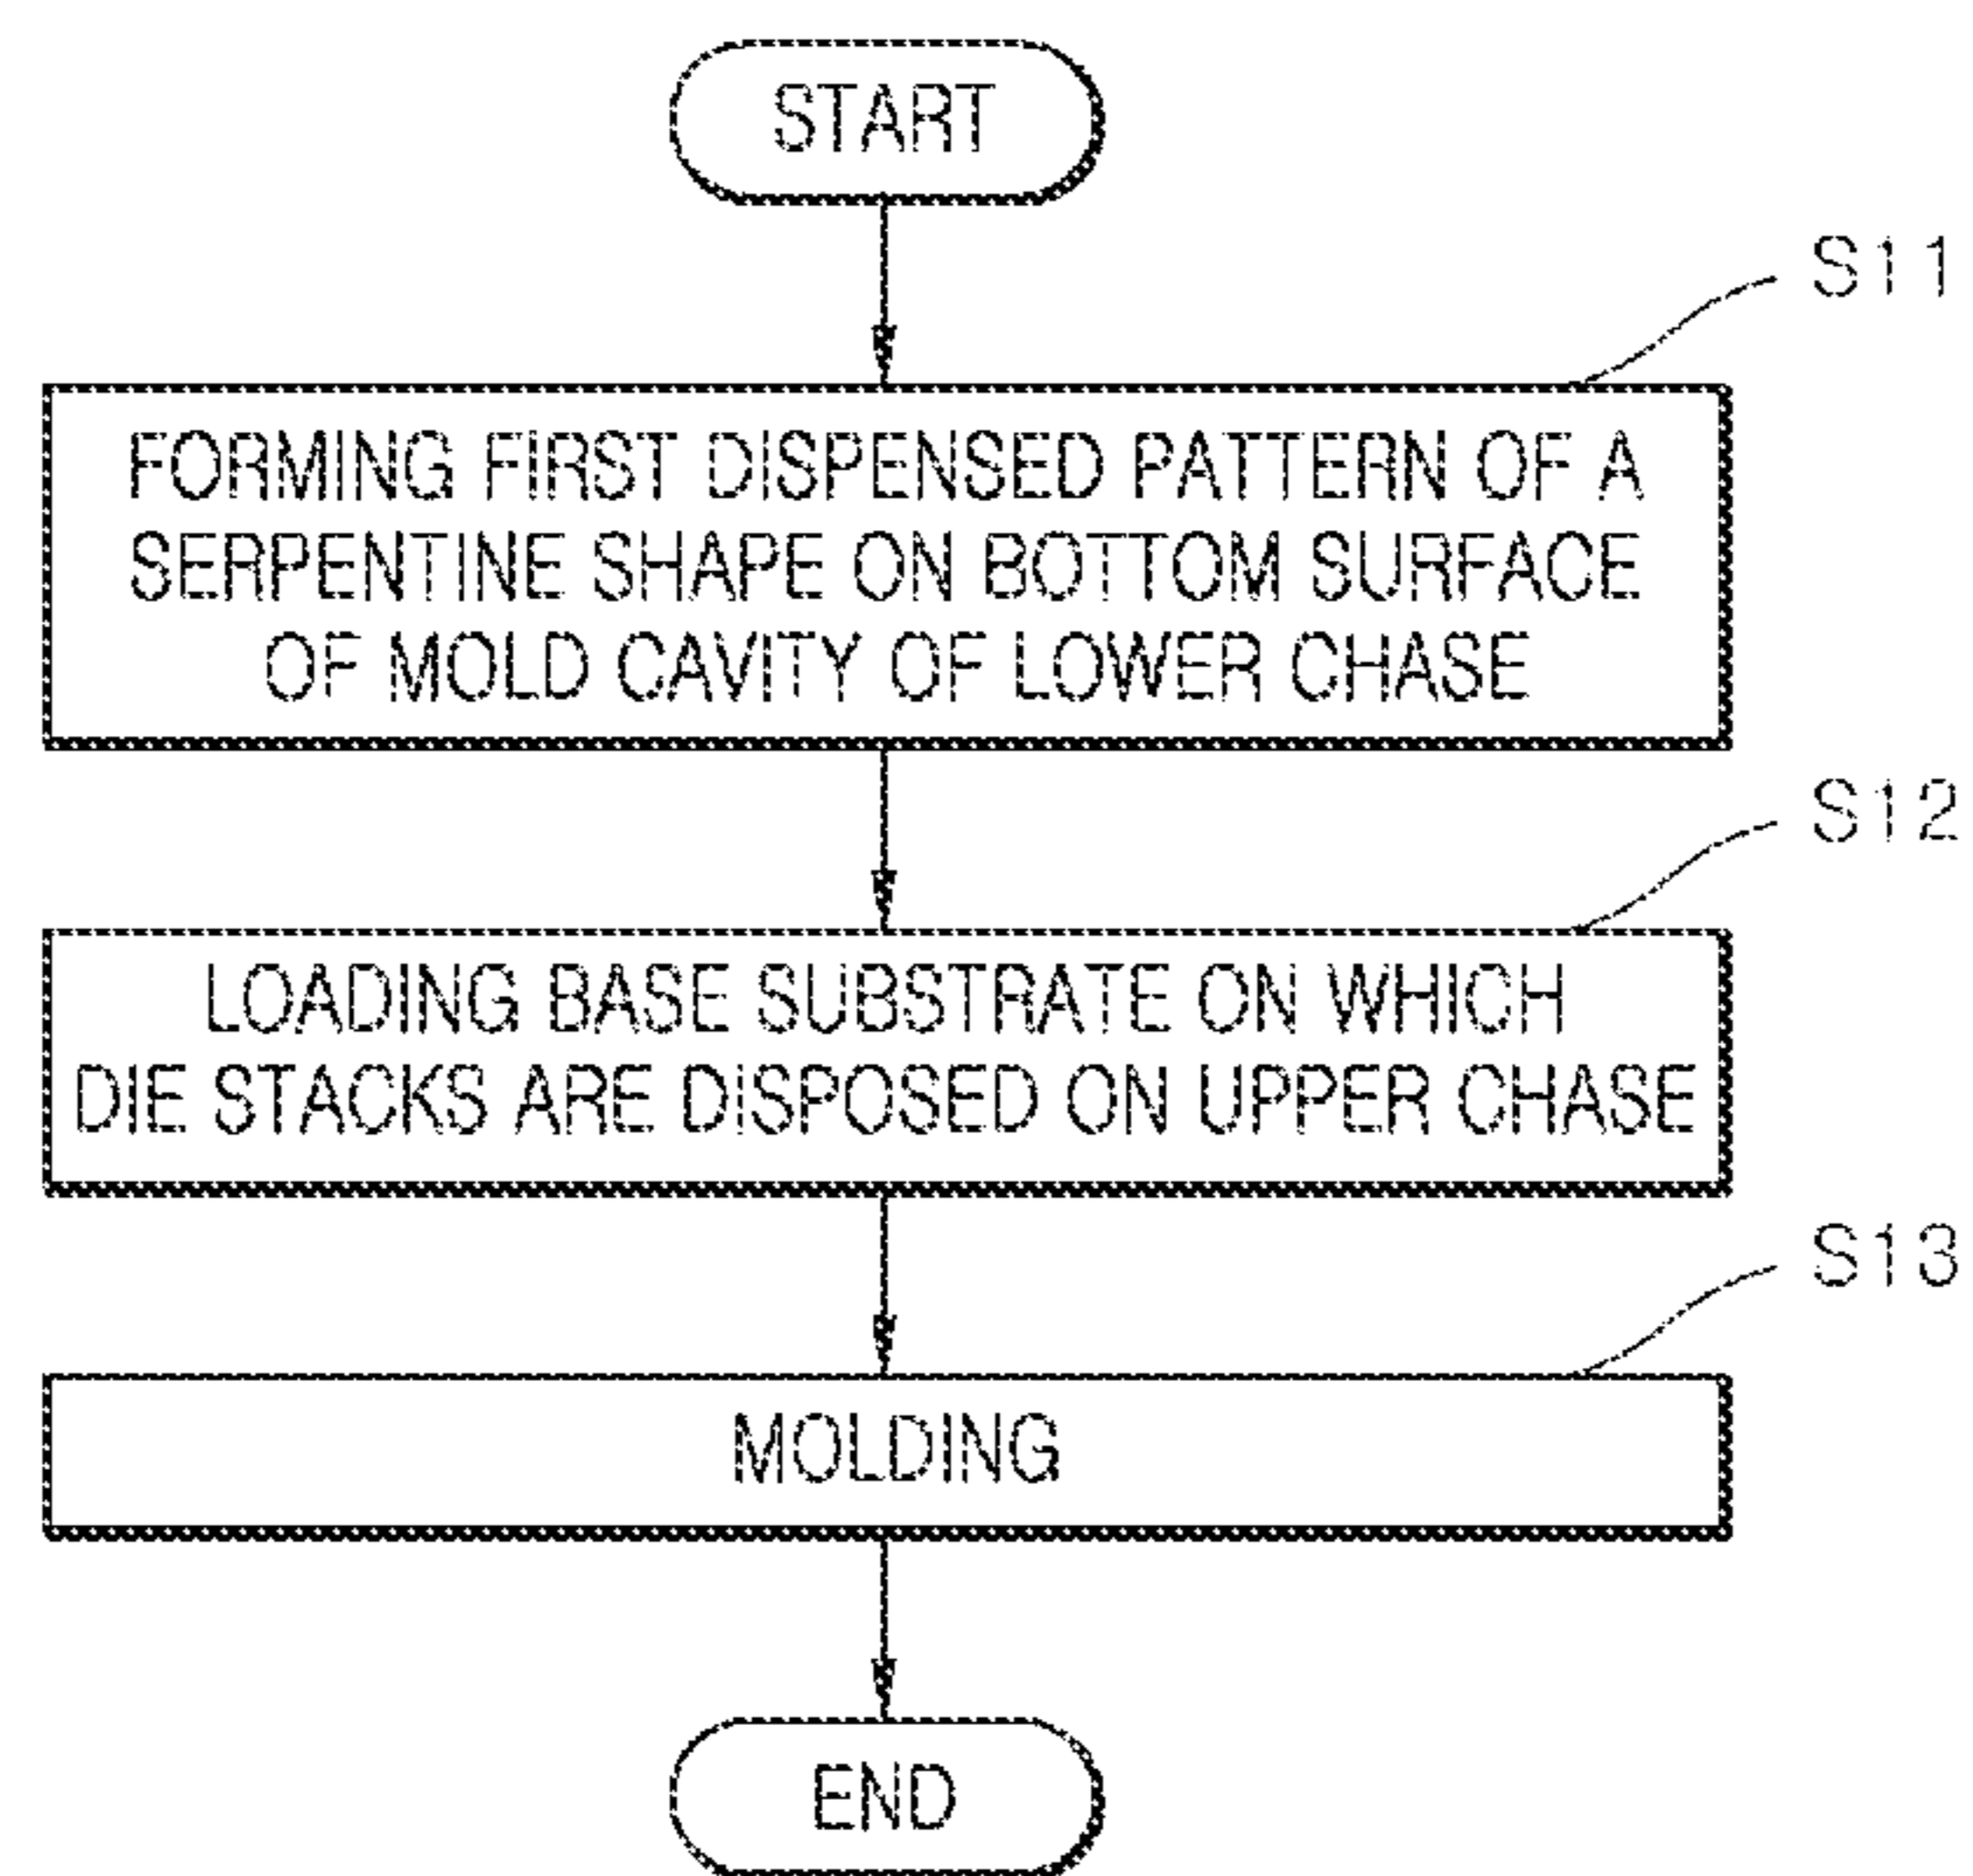 START
S11
FORMING FIRST DISPENSED PATTERN OF A
SERPENTINE SHAPE ON BOTTOM SURFACE
OF MOLD CAVITY OF LOWER CHASE
S12
LOADING BASE SUBSTRATE ON WHICH
DIE STACKS ARE DISPOSED ON UPPER CHASE
S13
MOLDING
END